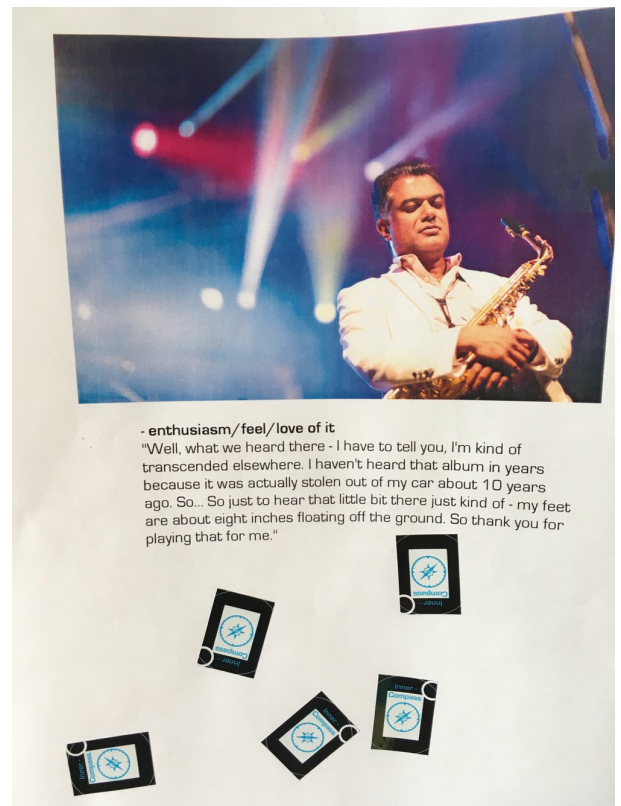 - enthusiasm/feel/love of it
"Well, what we heard there - I have to tell you, I'm kind of
transcended elsewhere. I haven't heard that album in years
because it was actually stolen out of my car about 10 years
ago. So... So just to hear that little bit there just kind of - my feet
are about eight inches floating off the ground. So thank you for
playing that for me."
Inner -
Compass
Inner -
Compass
Inner -
Compass
Inner -
Compass
Inner -
Compass